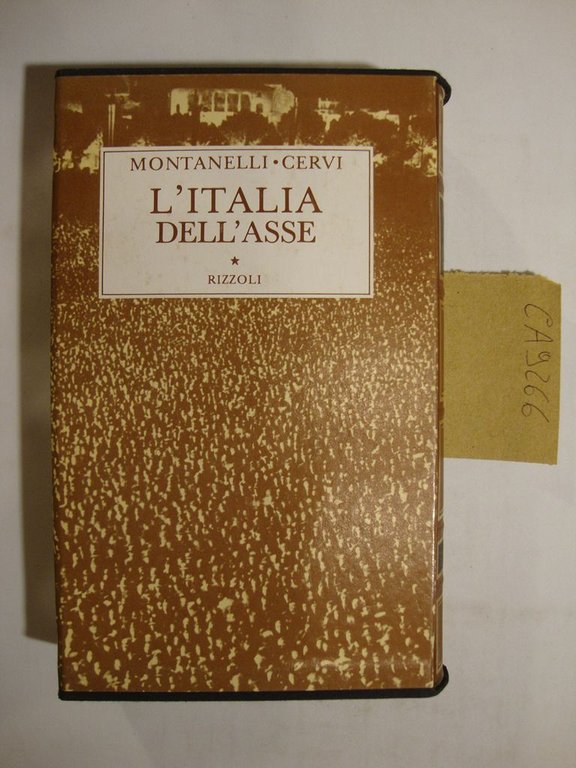 MONTANELLI • CERVI
L'ITALIA
DELL'ASSE
★
RIZZOLI
CA9266